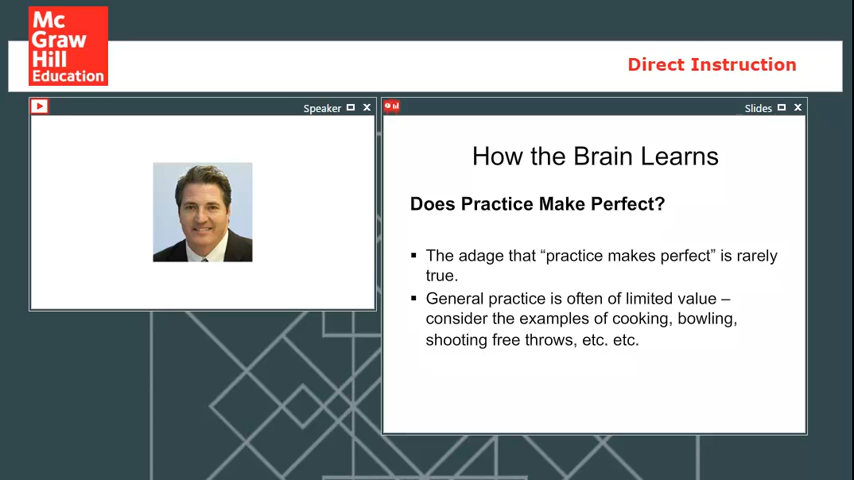 Mc
Graw
Hill
Education
Direct Instruction
Speaker
Slides
How the Brain Learns
Does Practice Make Perfect?
▪ The adage that “practice makes perfect” is rarely
true.
▪ General practice is often of limited value –
consider the examples of cooking, bowling,
shooting free throws, etc. etc.